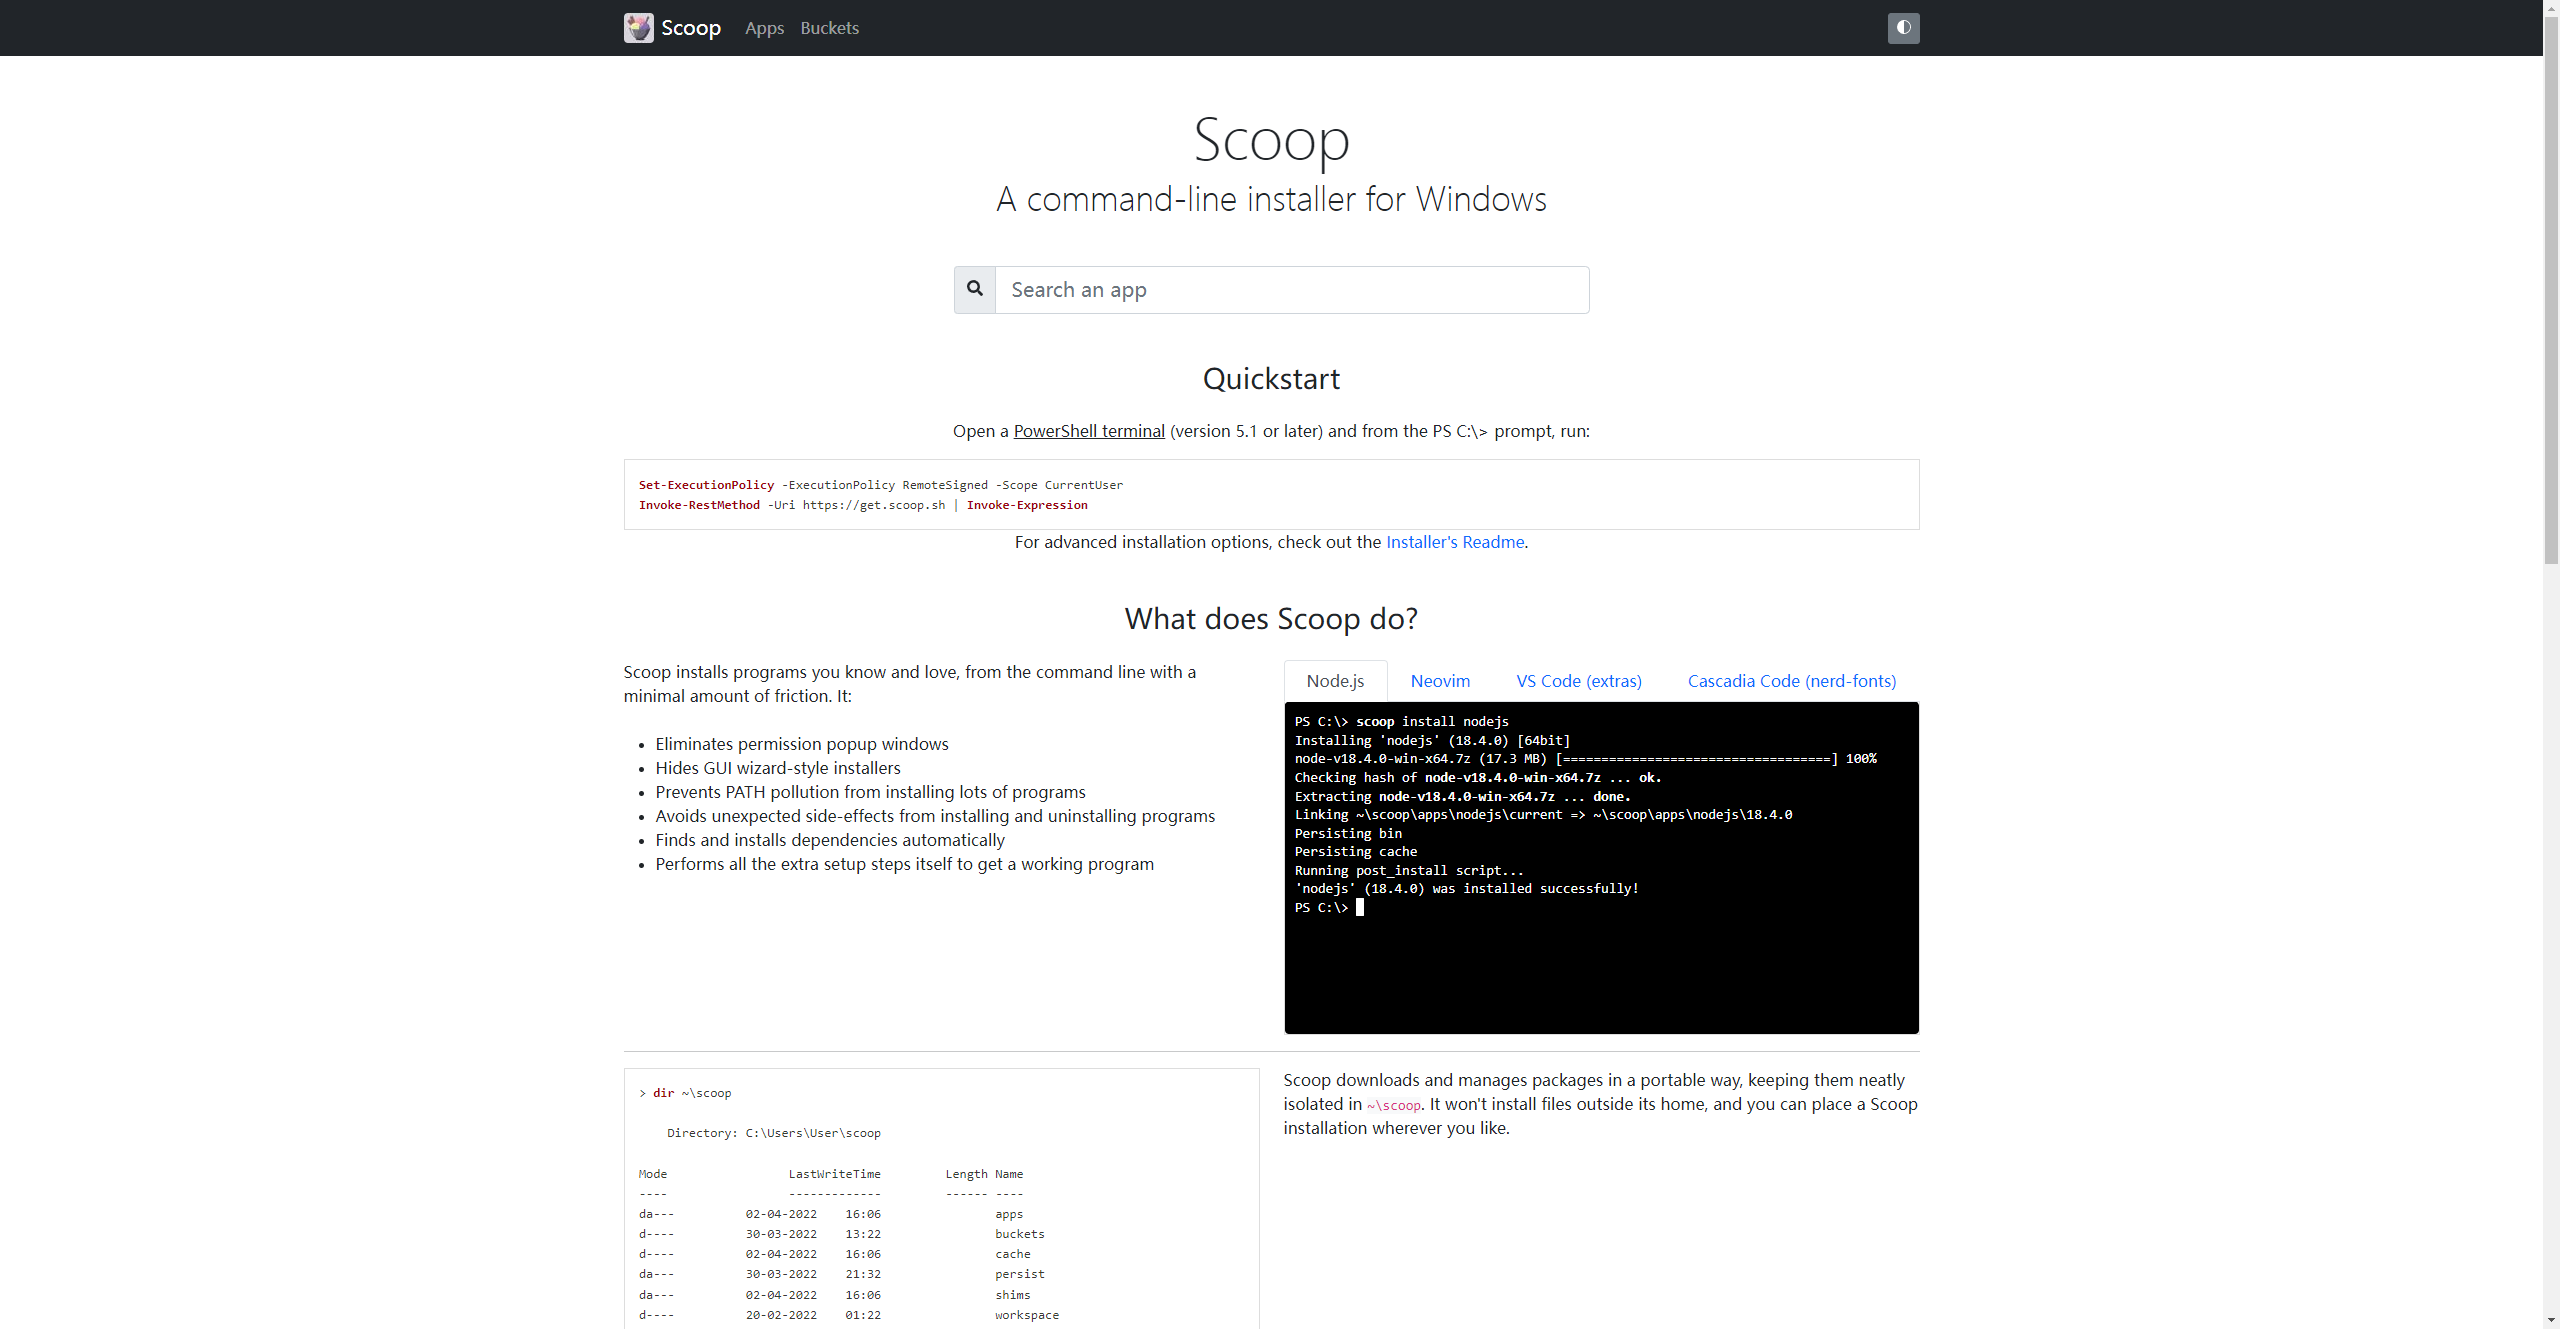 Scoop Apps Buckets
Scoop
A command-line installer for Windows
Search an app
Quickstart
Open a PowerShell terminal (version 5.1 or later) and from the PS C:\> prompt, run:
Set-ExecutionPolicy -ExecutionPolicy RemoteSigned -Scope CurrentUser
Invoke-RestMethod -Uri https://get.scoop.sh | Invoke-Expression
For advanced installation options, check out the Installer's Readme.
What does Scoop do?
Scoop installs programs you know and love, from the command line with a
minimal amount of friction. It:
• Eliminates permission popup windows
• Hides GUI wizard-style installers
• Prevents PATH pollution from installing lots of programs
• Avoids unexpected side-effects from installing and uninstalling programs
• Finds and installs dependencies automatically
• Performs all the extra setup steps itself to get a working program
Node.js Neovim VS Code (extras) Cascadia Code (nerd-fonts)
PS C:\> scoop install nodejs
Installing 'nodejs' (18.4.0) [64bit]
node-v18.4.0-win-x64.7z (17.3 MB) [===================================] 100%
Checking hash of node-v18.4.0-win-x64.7z ... ok.
Extracting node-v18.4.0-win-x64.7z ... done.
Linking ~\scoop\apps\nodejs\current => ~\scoop\apps\nodejs\18.4.0
Persisting bin
Persisting cache
Running post_install script...
'nodejs' (18.4.0) was installed successfully!
PS C:\>
> dir ~\scoop
Directory: C:\Users\User\scoop
Mode LastWriteTime Length Name
---- ------------- ------ ----
da--- 02-04-2022 16:06 apps
d---- 30-03-2022 13:22 buckets
d---- 02-04-2022 16:06 cache
da--- 30-03-2022 21:32 persist
da--- 02-04-2022 16:06 shims
d---- 20-02-2022 01:22 workspace
Scoop downloads and manages packages in a portable way, keeping them neatly
isolated in ~\scoop. It won't install files outside its home, and you can place a Scoop
installation wherever you like.